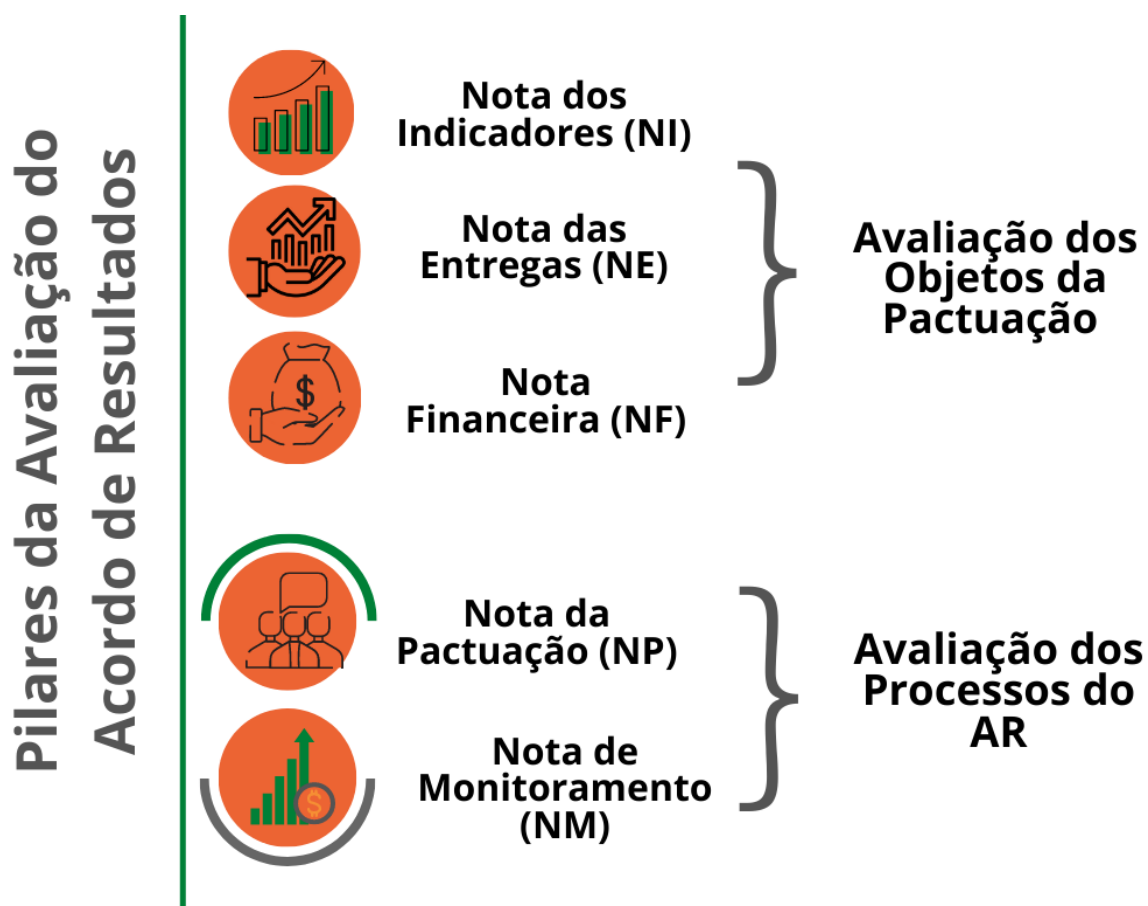 Pilares da Avaliação do
Acordo de Resultados
Nota dos
Indicadores (NI)
Nota das
Entregas (NE)
$
Nota
Financeira (NF)
Avaliação dos
Objetos da
Pactuação
Nota da
Pactuação (NP)
$
Nota de
Monitoramento
(NM)
Avaliação dos
Processos do
AR